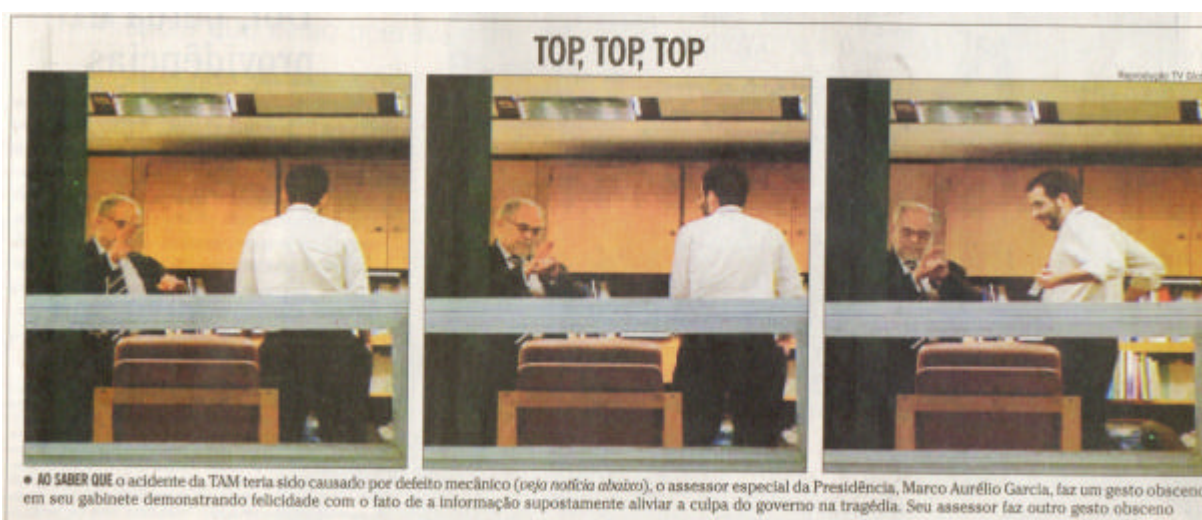 providências
TOP, TOP, TOP
Reprodução TV
• AO SABER QUE o acidente da TAM teria sido causado por defeito mecânico (veja notícia abaixo), o assessor especial da Presidência, Marco Aurélio Garcia, faz um gesto obsceno
em seu gabinete demonstrando felicidade com o fato de a informação supostamente aliviar a culpa do governo na tragédia. Seu assessor faz outro gesto obsceno